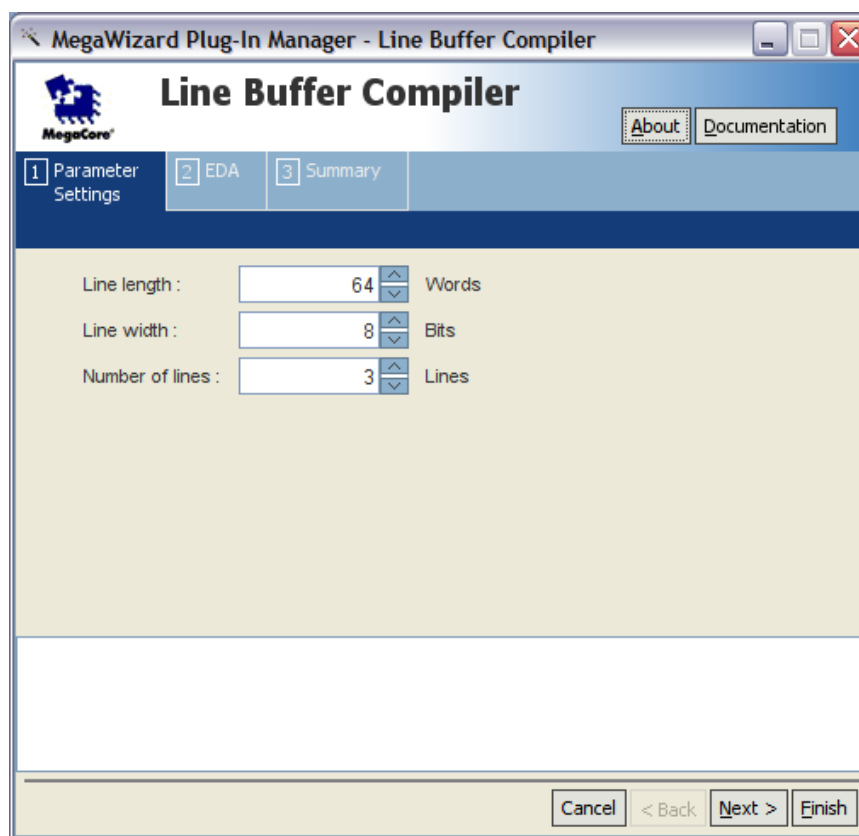 MegaWizard Plug-In Manager - Line Buffer Compiler
Line Buffer Compiler
MegaCore®
About Documentation
1 Parameter Settings
2 EDA
3 Summary
Line length : 64 Words
Line width : 8 Bits
Number of lines : 3 Lines
Cancel < Back Next > Finish